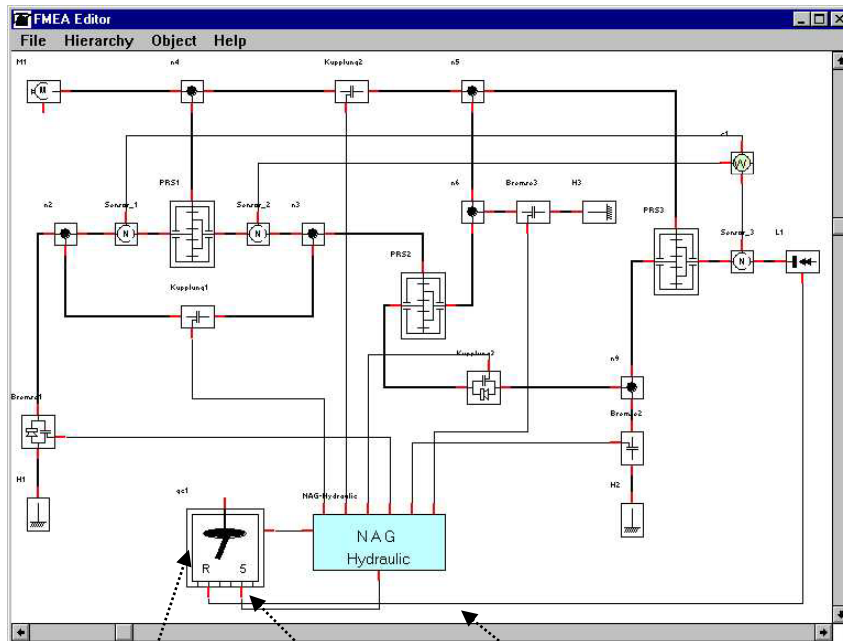 FMEA Editor
File Hierarchy Object Help
M1
n4
Kupplung2
n5
c1
PRS1
n6
Bremse3
H3
PRS3
n2
Sensor_1
Sensor_2
n3
Sensor_3
L1
PRS2
Kupplung1
Kupplung3
n9
Bremse1
Bremse2
H1
gc1
NAG-Hydraulic
H2
NAG
Hydraulic
R 5
M
N
N
N